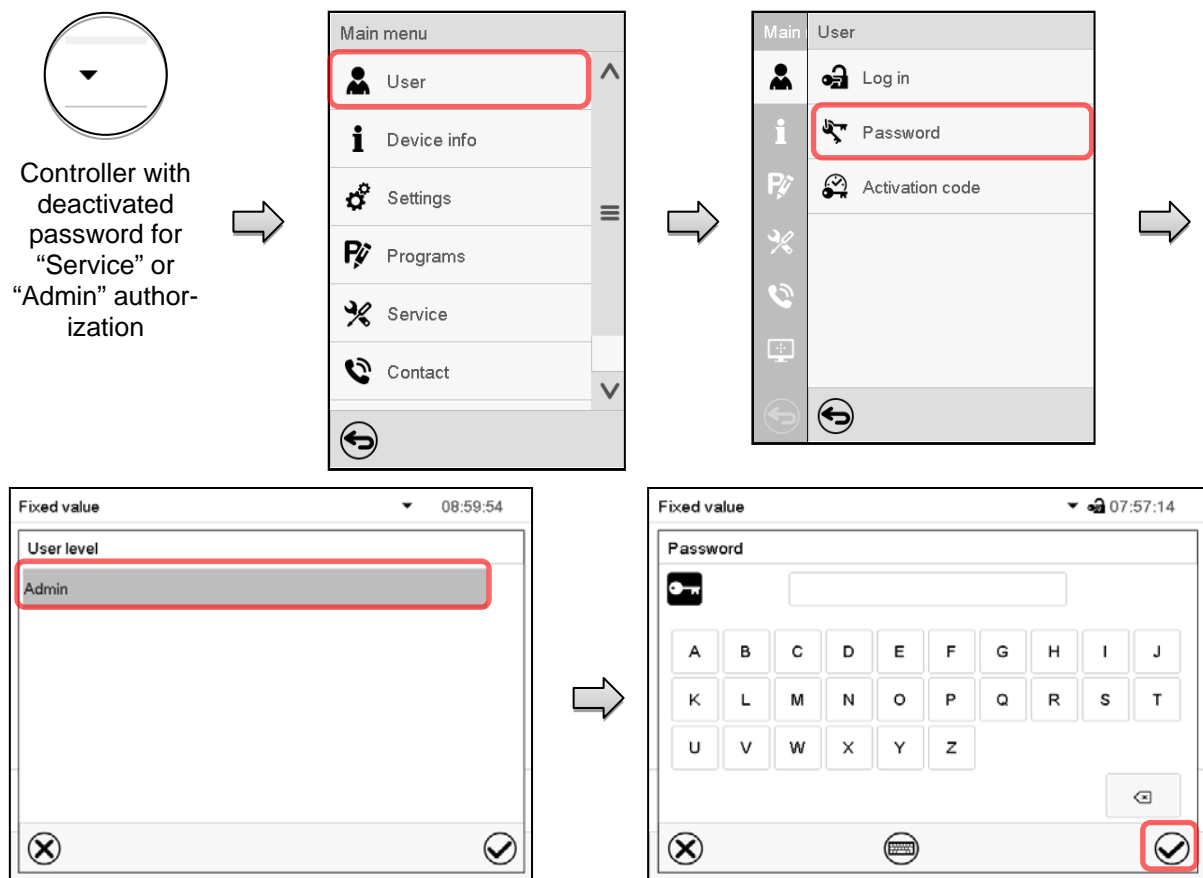 Controller with
deactivated
password for
“Service” or
“Admin” author-
ization
Main menu
User
Device info
Settings
Programs
Service
Contact
Main
User
Log in
Password
Activation code
Fixed value 08:59:54
User level
Admin
Fixed value 07:57:14
Password
A B C D E F G H I J
K L M N O P Q R S T
U V W X Y Z